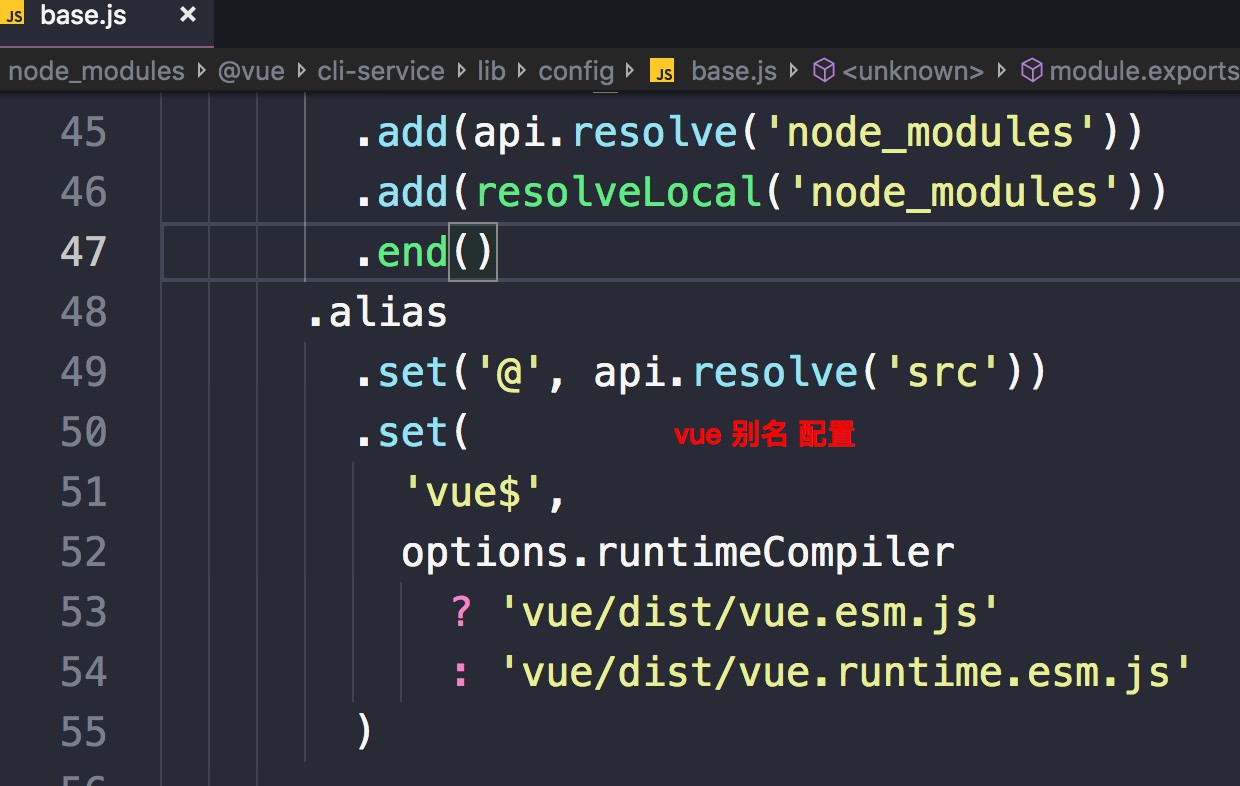 JS base.js ×
node_modules › @vue › cli-service › lib › config › JS base.js › <unknown> › module.exports
45 .add(api.resolve('node_modules'))
46 .add(resolveLocal('node_modules'))
47 .end()
48 .alias
49 .set('@', api.resolve('src'))
50 .set( vue 别名 配置
51 'vue$',
52 options.runtimeCompiler
53 ? 'vue/dist/vue.esm.js'
54 : 'vue/dist/vue.runtime.esm.js'
55 )
56